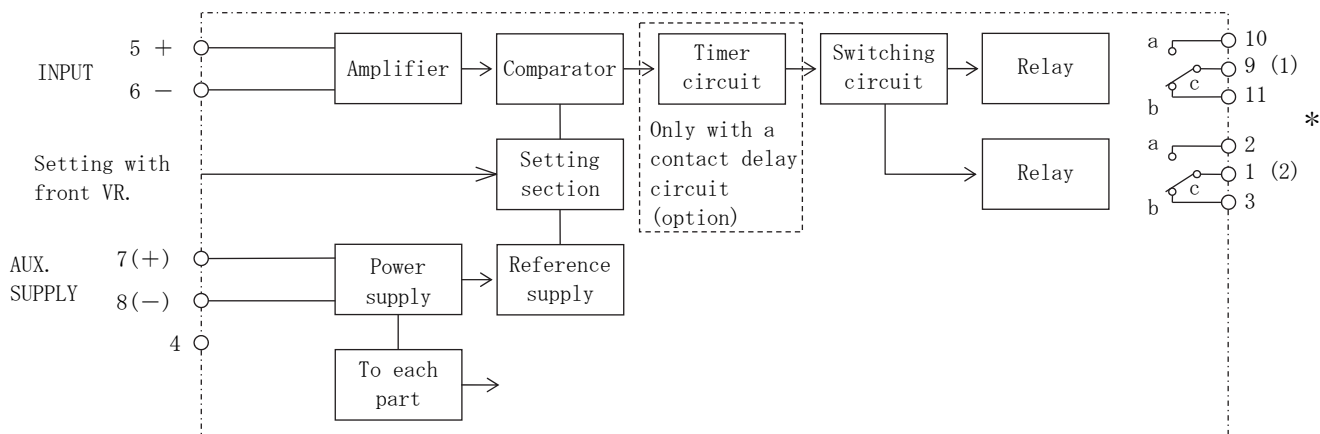 INPUT
5 +
6 −
Amplifier
Comparator
Timer
circuit
Only with a
contact delay
circuit
(option)
Switching
circuit
Relay
Relay
a
10
9 (1)
c
b
11
*
a
2
1 (2)
c
b
3
Setting with
front VR.
Setting
section
AUX.
SUPPLY
7(+)
8(−)
4
Power
supply
Reference
supply
To each
part